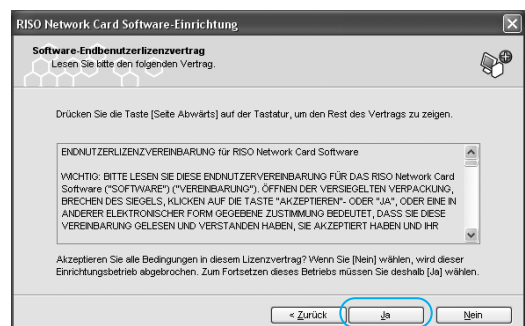 RISO Network Card Software-Einrichtung
Software-Endbenutzerlizenzvertrag
Lesen Sie bitte den folgenden Vertrag.
Drücken Sie die Taste [Seite Abwärts] auf der Tastatur, um den Rest des Vertrags zu zeigen.
ENDNUTZERLIZENZVEREINBARUNG für RISO Network Card Software
WICHTIG: BITTE LESEN SIE DIESE ENDNUTZERVEREINBARUNG FÜR DAS RISO Network Card
Software ("SOFTWARE") ("VEREINBARUNG"). ÖFFNEN DER VERSIEGELTEN VERPACKUNG,
BRECHEN DES SIEGELS, KLICKEN AUF DIE TASTE "AKZEPTIEREN"- ODER "JA", ODER EINE IN
ANDERER ELEKTRONISCHER FORM GEGEBENE ZUSTIMMUNG BEDEUTET, DASS SIE DIESE
VEREINBARUNG GELESEN UND VERSTANDEN HABEN, SIE AKZEPTIERT HABEN UND IHR
Akzeptieren Sie alle Bedingungen in diesem Lizenzvertrag? Wenn Sie [Nein] wählen, wird dieser
Einrichtungsbetrieb abgebrochen. Zum Fortsetzen dieses Betriebs müssen Sie deshalb [Ja] wählen.
< Zurück Ja Nein